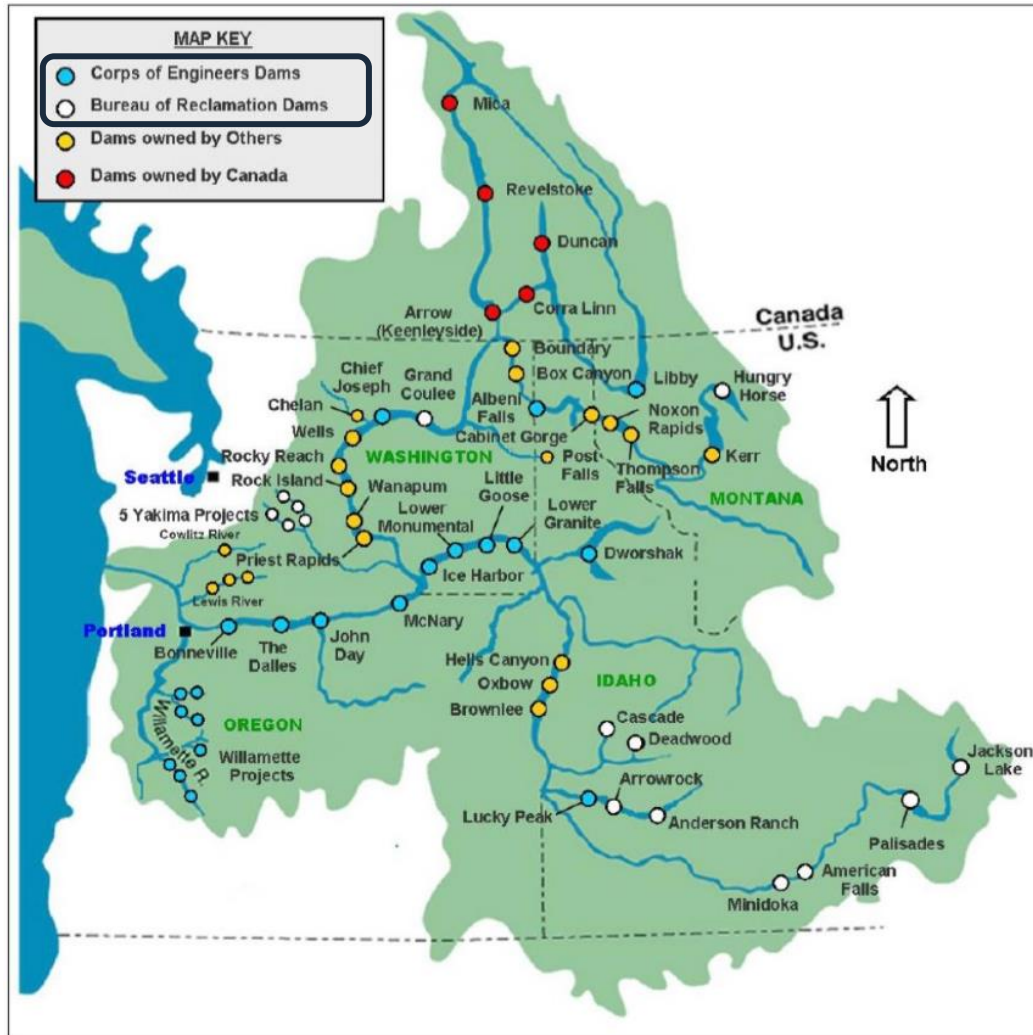 MAP KEY
Corps of Engineers Dams
Bureau of Reclamation Dams
Dams owned by Others
Dams owned by Canada
Mica
Revelstoke
Duncan
Corra Linn
Arrow
(Keenleyside)
Canada
U.S.
Boundary
Box Canyon
Chief
Joseph
Grand
Coulee
Albeni
Falls
Libby
Hungry
Horse
Chelan
Wells
Cabinet Gorge
Noxon
Rapids
Rocky Reach
WASHINGTON
Post
Falls
Thompson
Falls
Kerr
North
Seattle
Rock Island
Wanapum
Little
Goose
MONTANA
5 Yakima Projects
Lower
Monumental
Lower
Granite
Cowlitz River
Priest Rapids
Ice Harbor
Dworshak
Lewis River
McNary
Portland
Bonneville
The
Dalles
John
Day
Hells Canyon
Oxbow
IDAHO
Brownlee
Cascade
Deadwood
OREGON
Willamette R.
Willamette
Projects
Arrowrock
Lucky Peak
Anderson Ranch
Jackson
Lake
Palisades
American
Falls
Minidoka